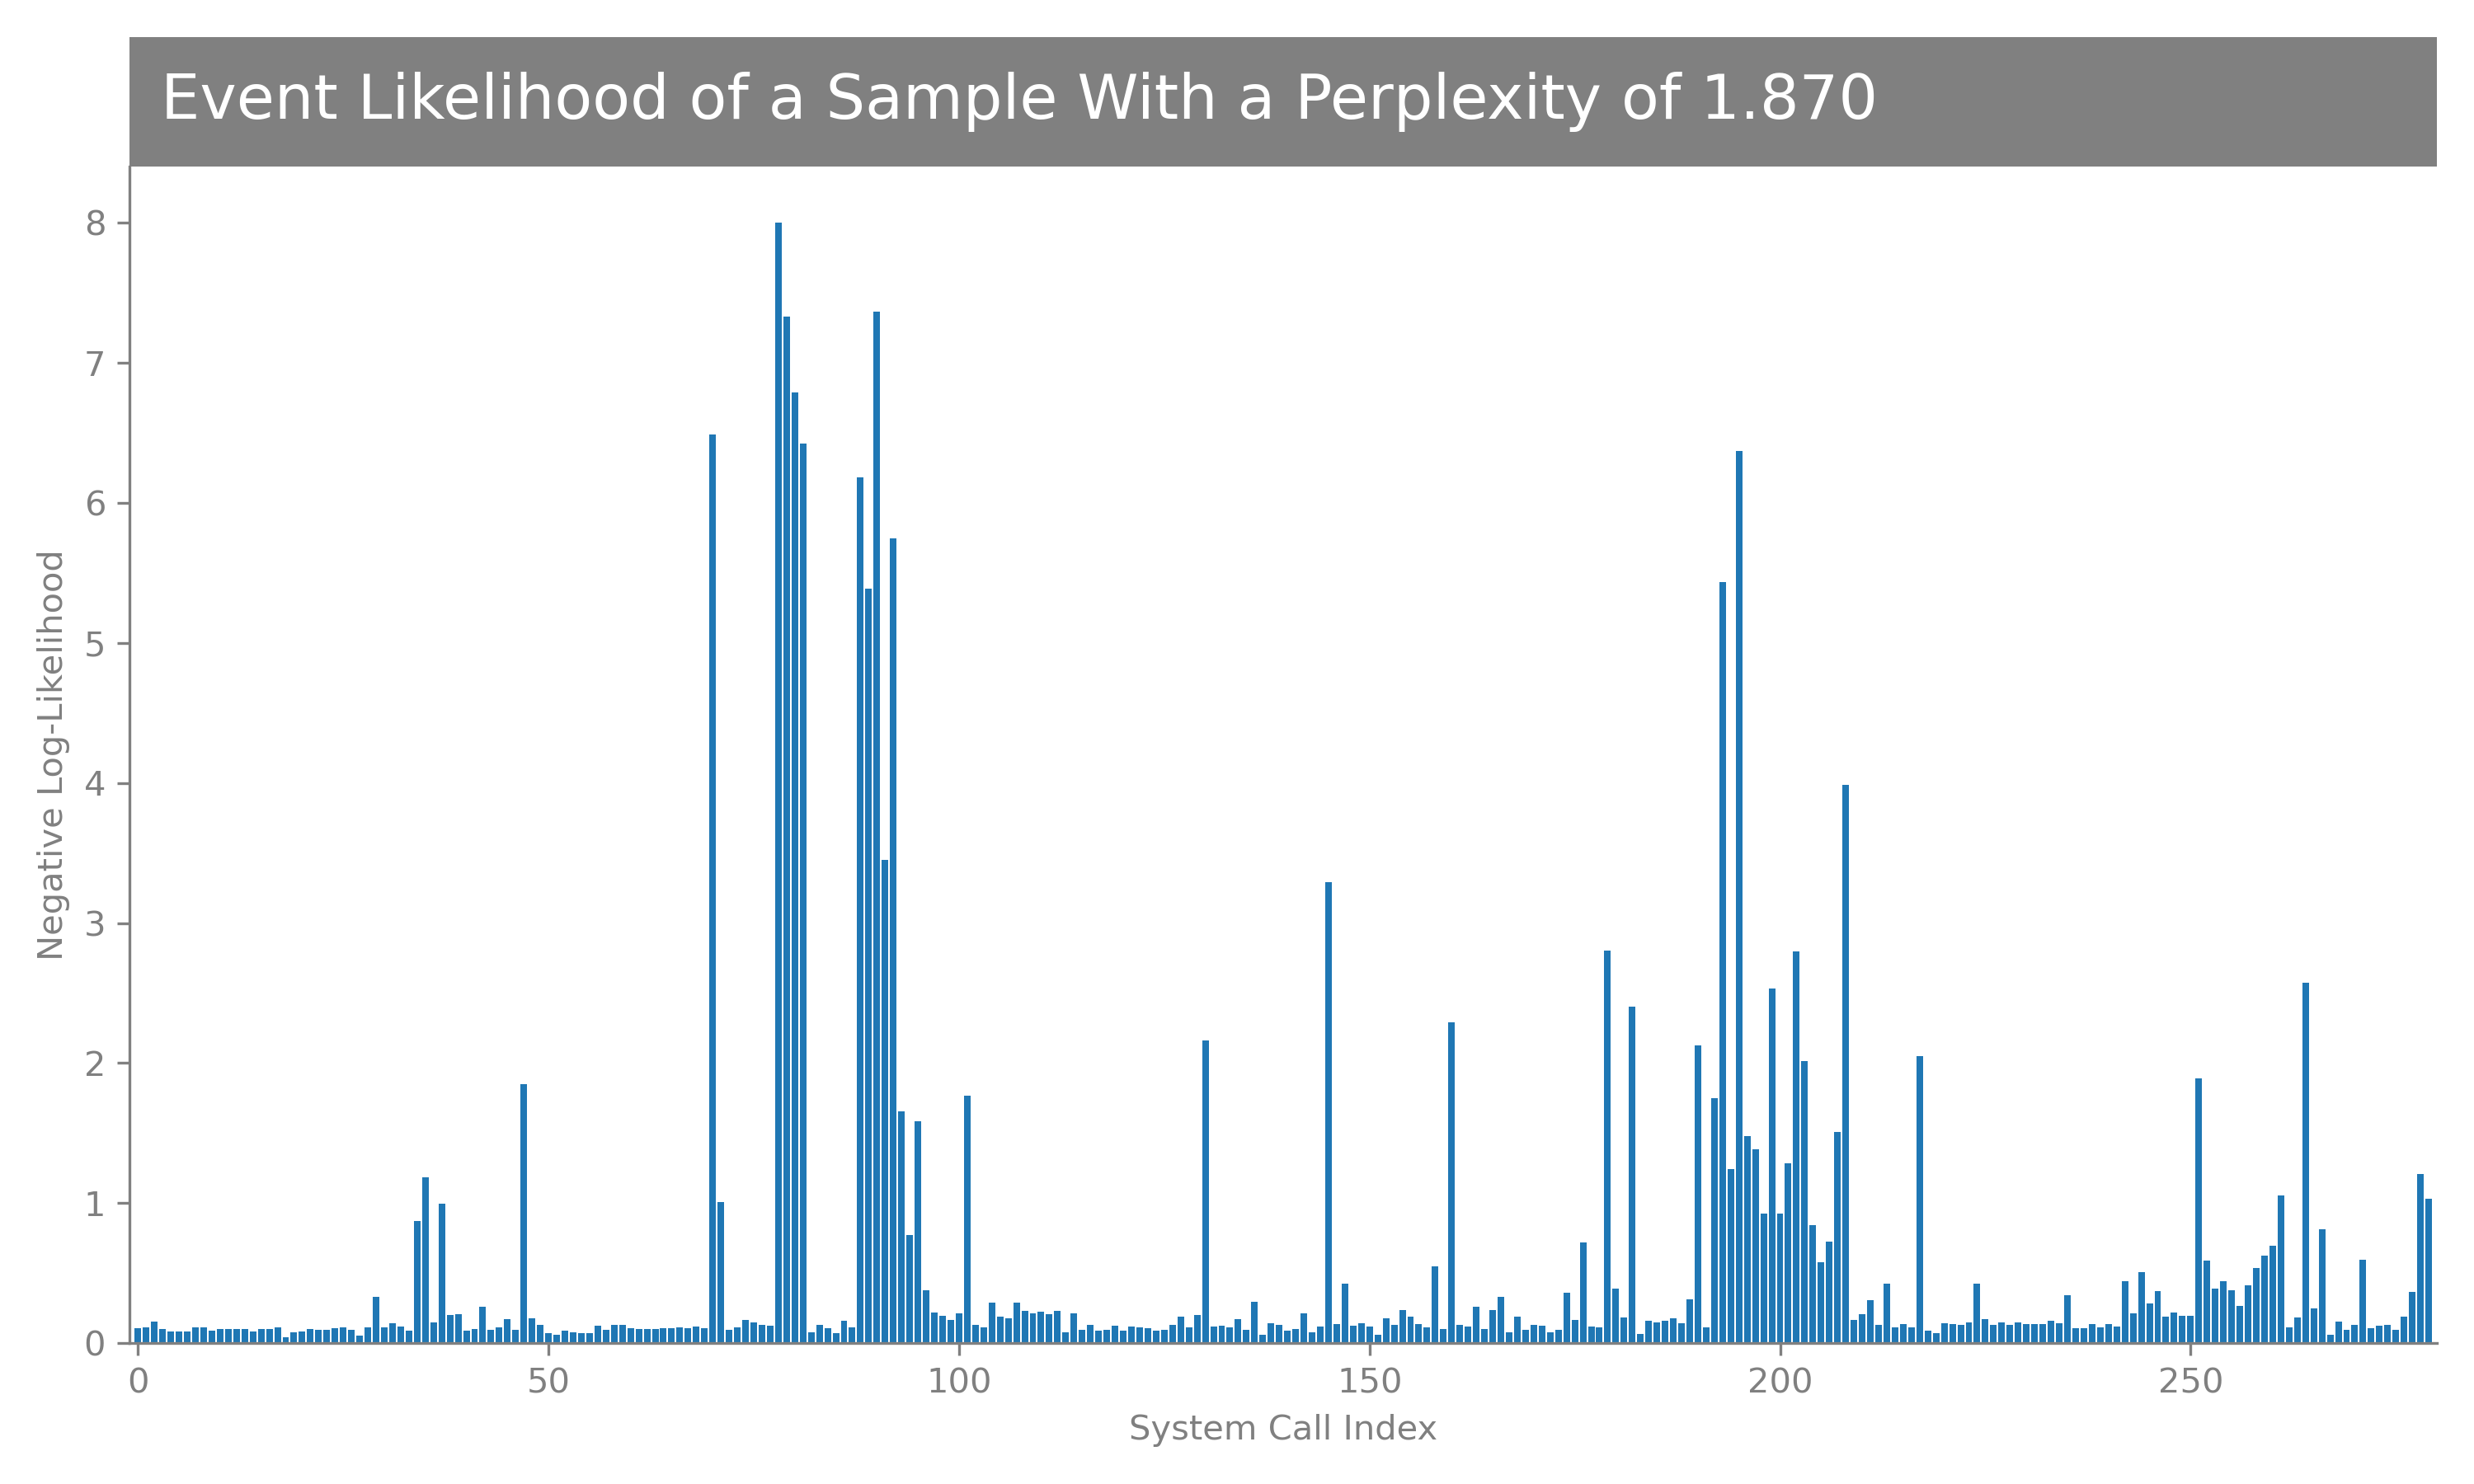 Event Likelihood of a Sample With a Perplexity of 1.870
8
7
6
5
4
3
2
1
0
Negative Log-Likelihood
0 50 100 150 200 250
System Call Index